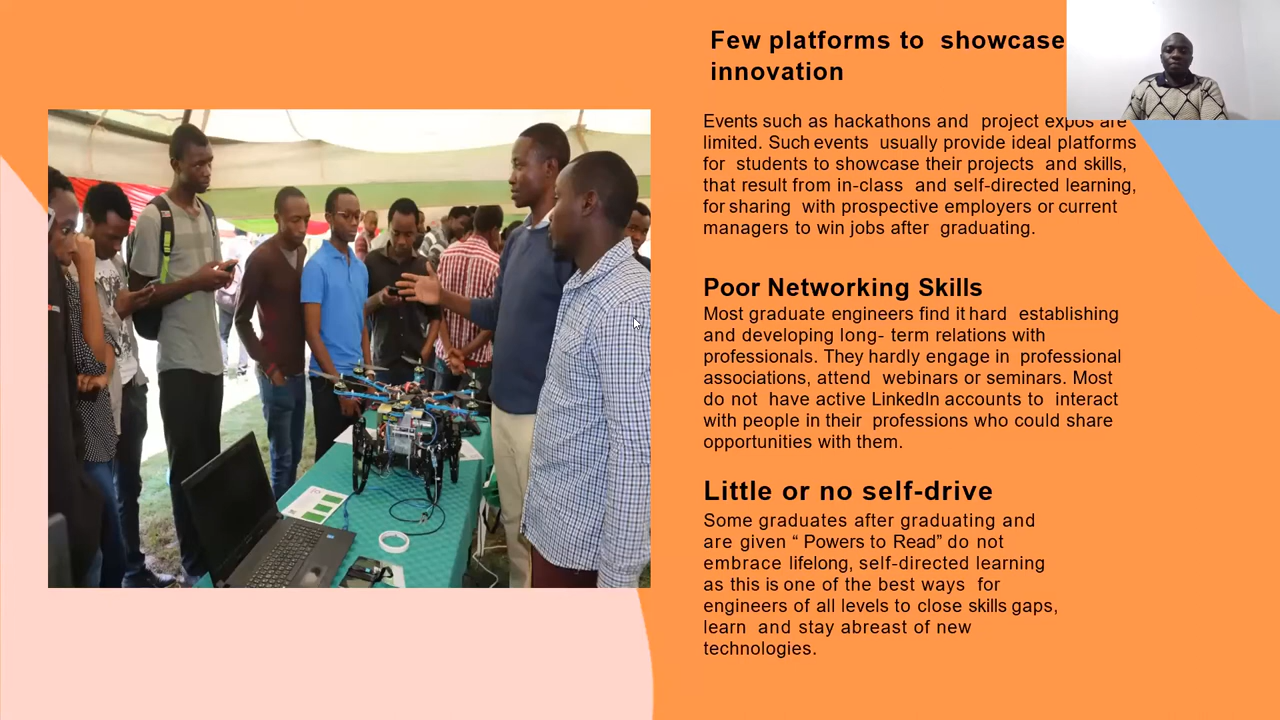 Few platforms to showcase
innovation
Events such as hackathons and project expos are
limited. Such events usually provide ideal platforms
for students to showcase their projects and skills,
that result from in-class and self-directed learning,
for sharing with prospective employers or current
managers to win jobs after graduating.
Poor Networking Skills
Most graduate engineers find it hard establishing
and developing long- term relations with
professionals. They hardly engage in professional
associations, attend webinars or seminars. Most
do not have active LinkedIn accounts to interact
with people in their professions who could share
opportunities with them.
Little or no self-drive
Some graduates after graduating and
are given “ Powers to Read” do not
embrace lifelong, self-directed learning
as this is one of the best ways for
engineers of all levels to close skills gaps,
learn and stay abreast of new
technologies.